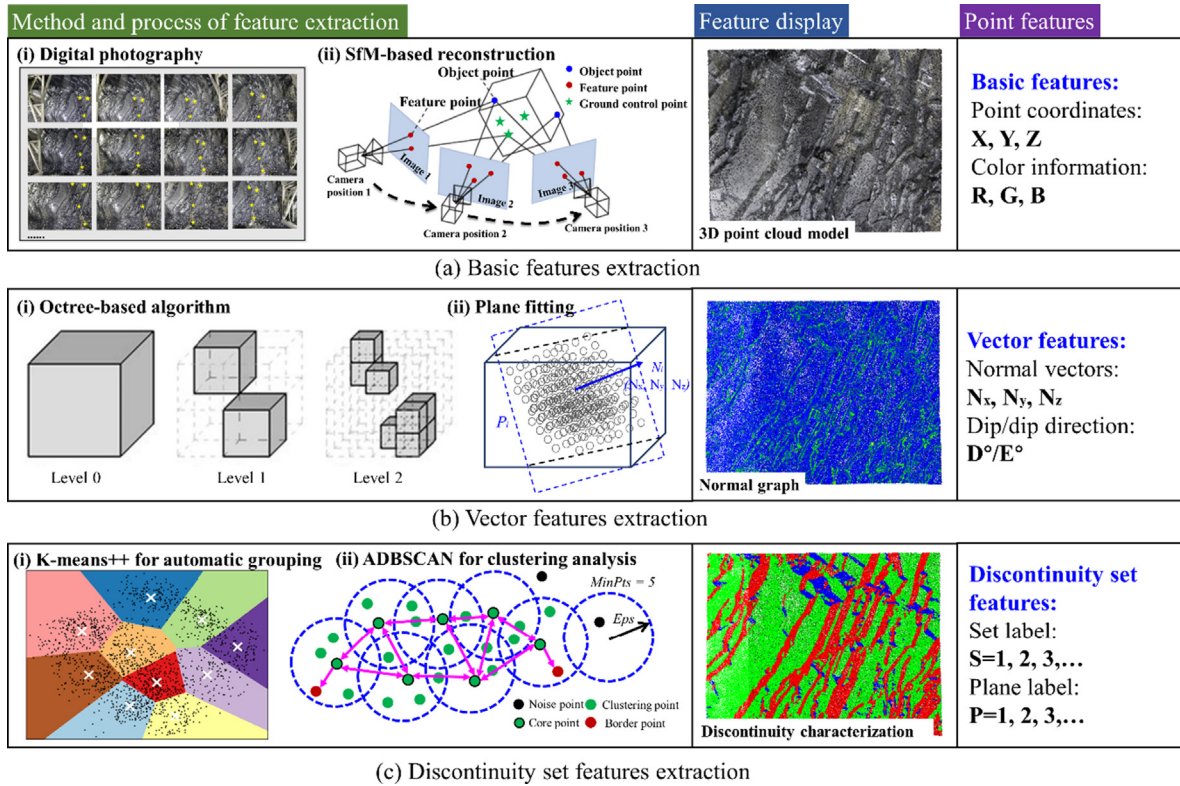 Method and process of feature extraction
Feature display
Point features
(i) Digital photography
......
(ii) SfM-based reconstruction
Object point
Feature point
Object point
Feature point
Ground control point
Image 1
Image 2
Image 3
Camera
position 1
Camera position 2
Camera position 3
3D point cloud model
Basic features:
Point coordinates:
X, Y, Z
Color information:
R, G, B
(a) Basic features extraction
(i) Octree-based algorithm
Level 0
Level 1
Level 2
(ii) Plane fitting
Nᵢ
(Nₓ, Nᵧ, N_z)
Pᵢ
Normal graph
Vector features:
Normal vectors:
Nₓ, Nᵧ, N_z
Dip/dip direction:
D°/E°
(b) Vector features extraction
(i) K-means++ for automatic grouping
(ii) ADBSCAN for clustering analysis
MinPts = 5
Eps
Noise point
Clustering point
Core point
Border point
Discontinuity characterization
Discontinuity set
features:
Set label:
S=1, 2, 3,…
Plane label:
P=1, 2, 3,…
(c) Discontinuity set features extraction